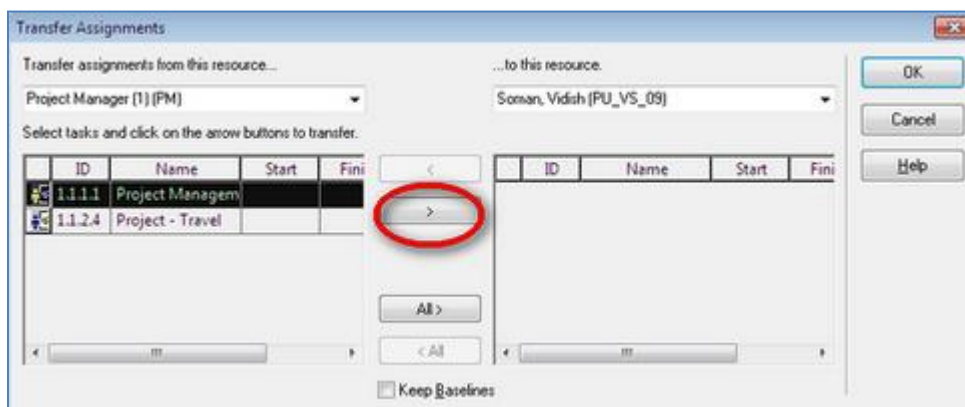 Transfer Assignments
Transfer assignments from this resource...
...to this resource.
Project Manager (1) (PM)
Soman, Vidish (PU_VS_09)
Select tasks and click on the arrow buttons to transfer.
ID Name Start Fini
1.1.1.1 Project Managem
1.1.2.4 Project - Travel
<
>
All >
< All
Keep Baselines
ID Name Start Fini
OK
Cancel
Help